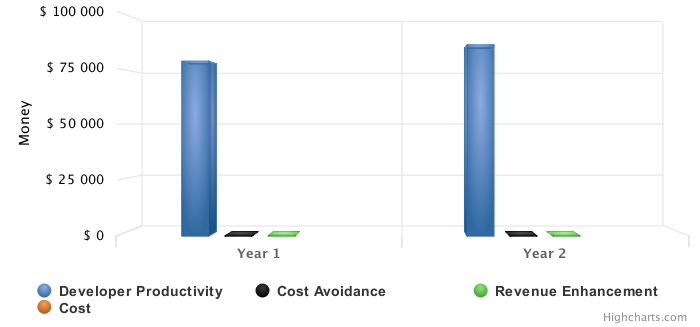 $ 100 000
$ 75 000
$ 50 000
$ 25 000
$ 0
Money
Year 1
Year 2
Developer Productivity
Cost Avoidance
Revenue Enhancement
Cost
Highcharts.com